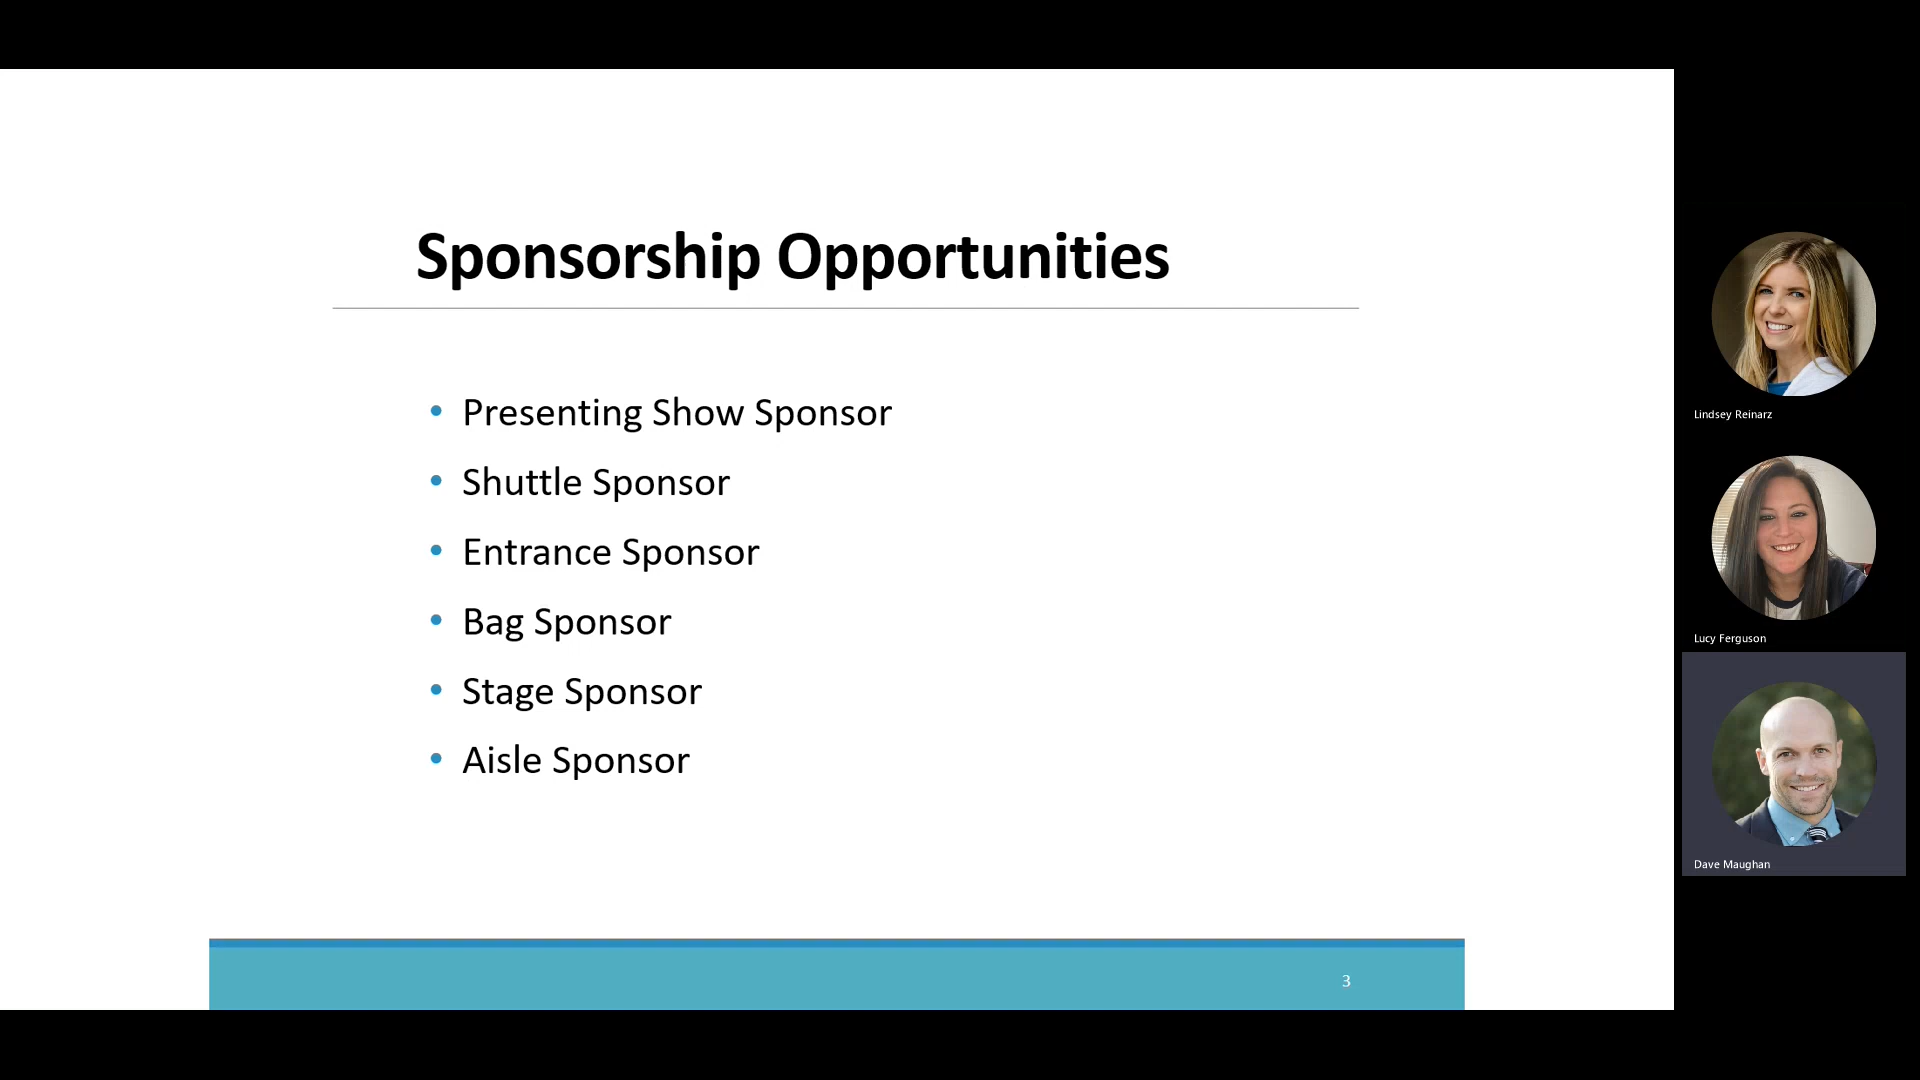 Sponsorship Opportunities
• Presenting Show Sponsor
• Shuttle Sponsor
• Entrance Sponsor
• Bag Sponsor
• Stage Sponsor
• Aisle Sponsor
3
Lindsey Reinarz
Lucy Ferguson
Dave Maughan